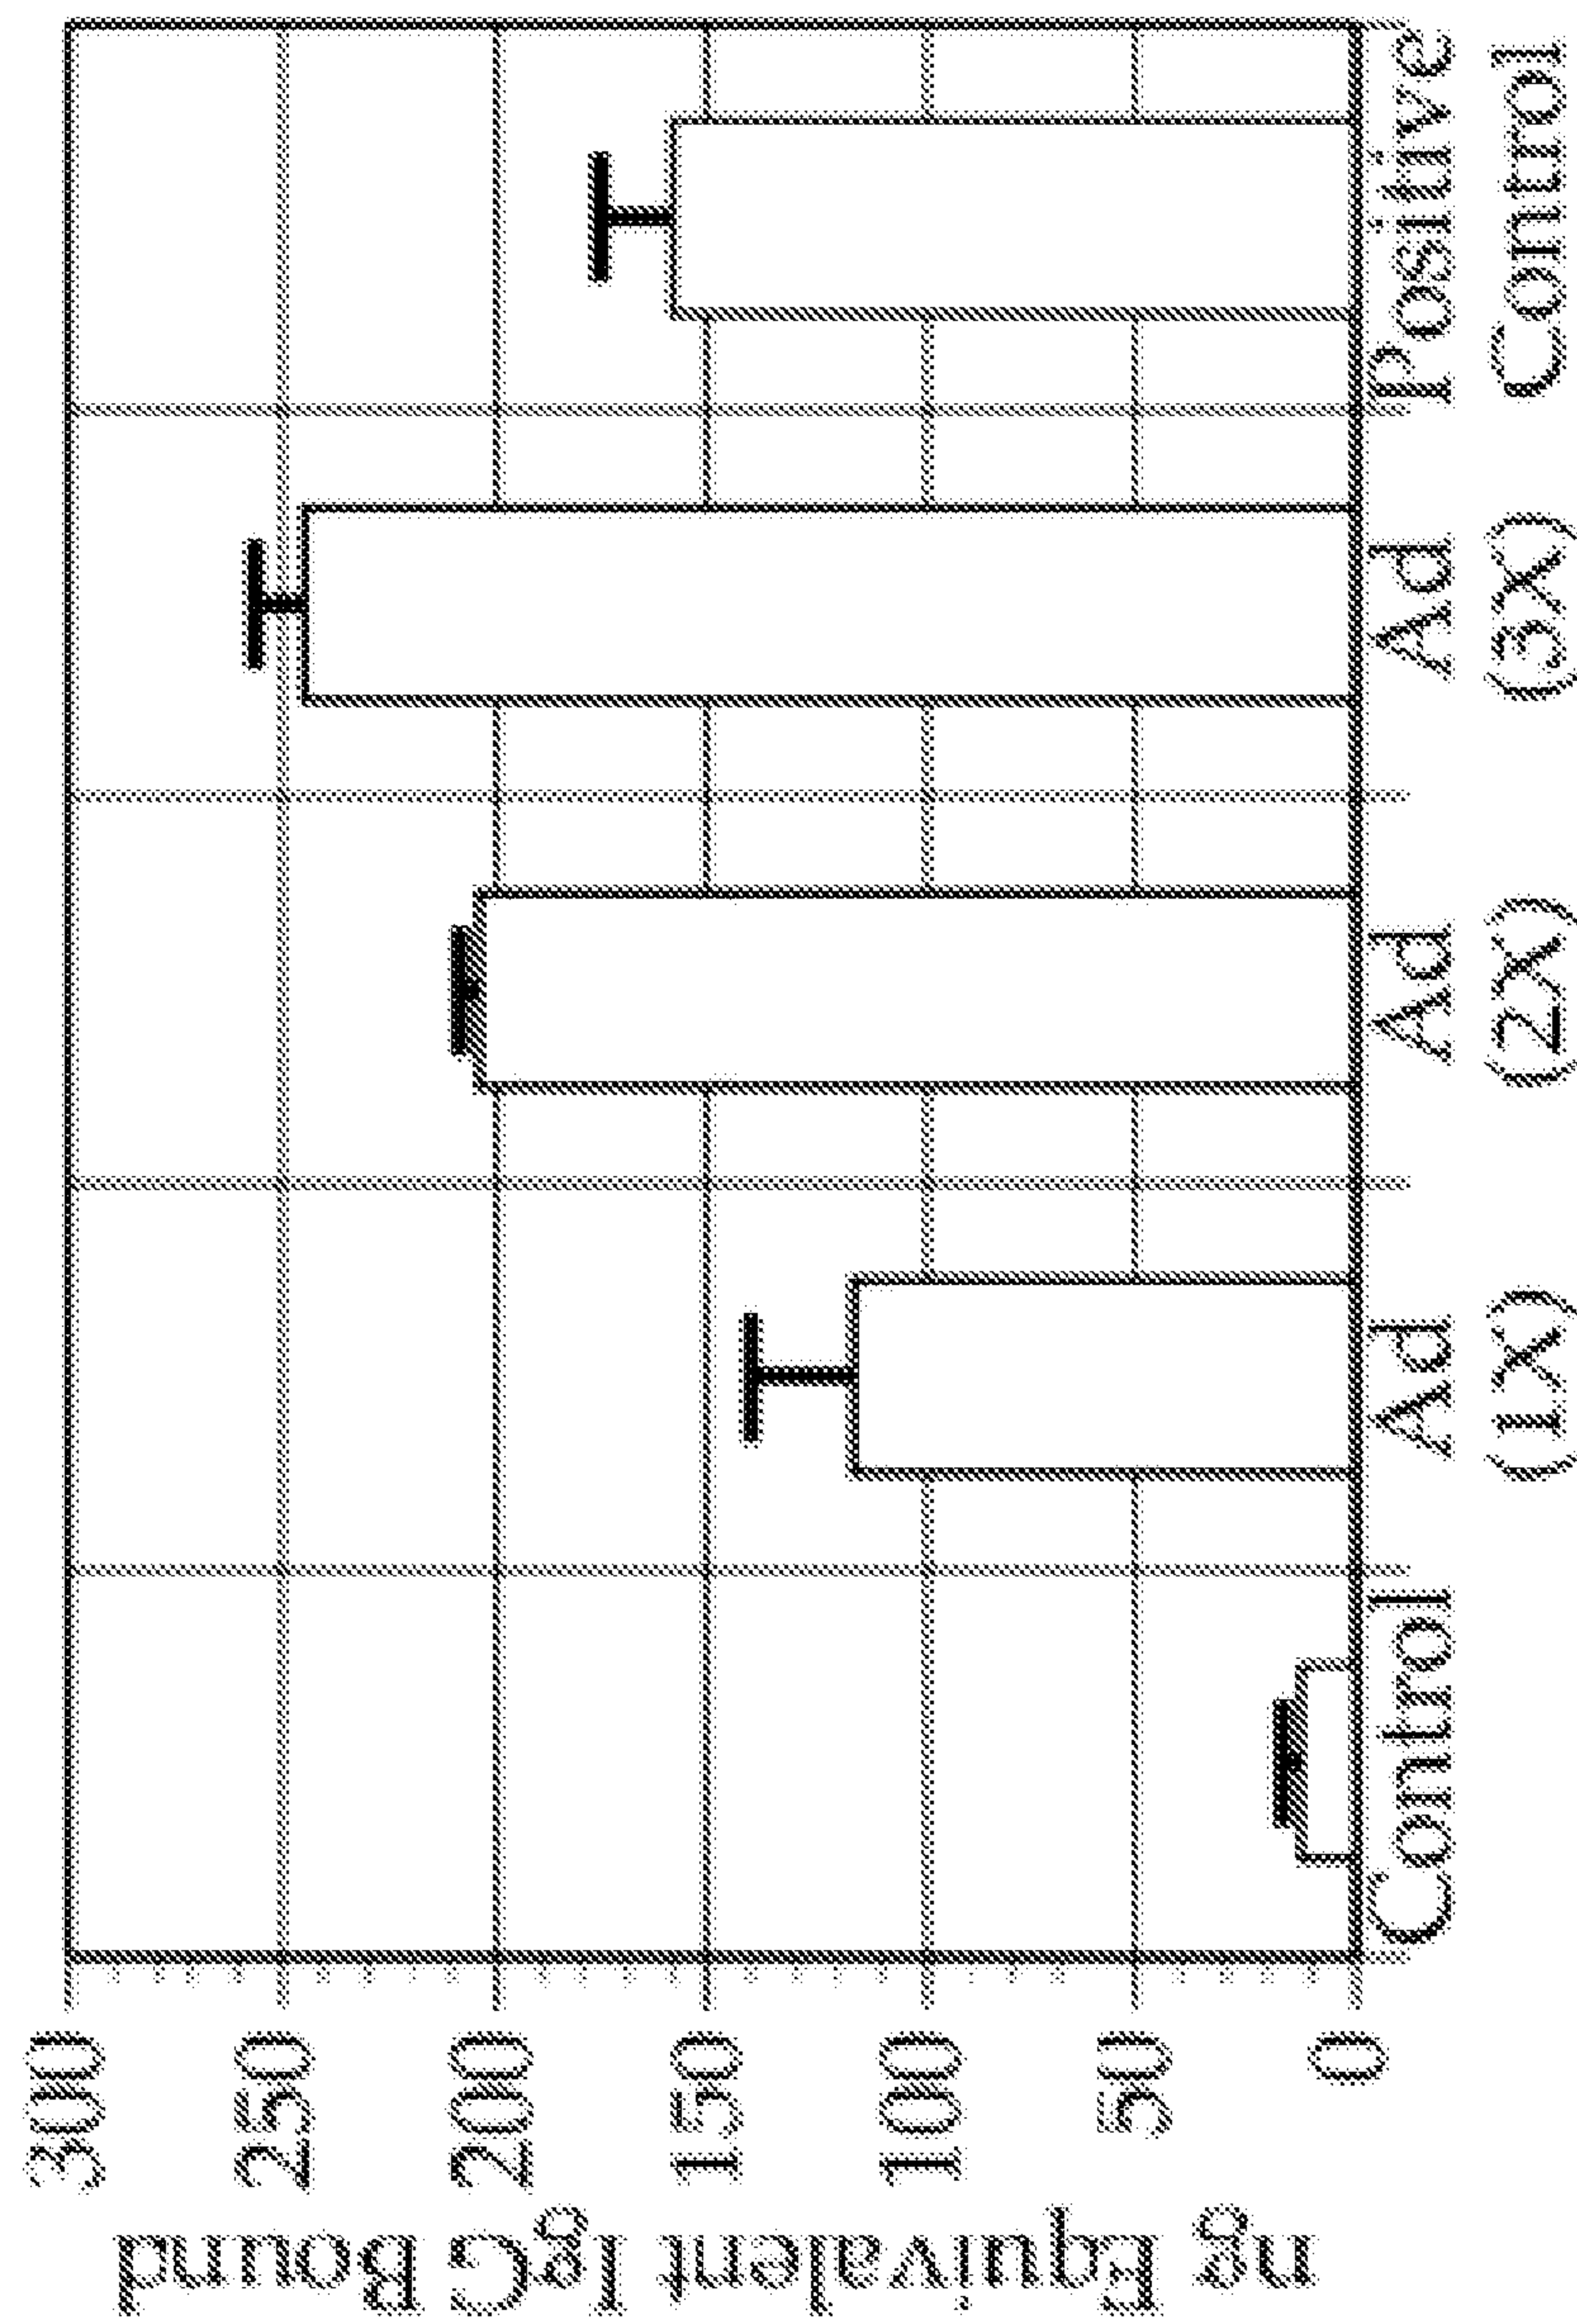 ng Equivalent IgG Bound
300
250
200
150
100
50
0
Control
Ad
(1X)
Ad
(2X)
Ad
(3X)
Positive
Control